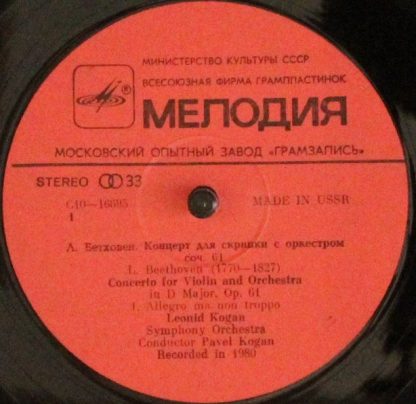 МИНИСТЕРСТВО КУЛЬТУРЫ СССР
ВСЕСОЮЗНАЯ ФИРМА ГРАМПЛАСТИНОК
®
МЕЛОДИЯ
МОСКОВСКИЙ ОПЫТНЫЙ ЗАВОД «ГРАМЗАПИСЬ»
STEREO 33
С10—16695 MADE IN USSR
1
Л. Бетховен. Концерт для скрипки с оркестром
соч. 61
L. Beethoven (1770—1827)
Concerto for Violin and Orchestra
in D Major, Op. 61
1. Allegro ma non troppo
Leonid Kogan
Symphony Orchestra
Conductor Pavel Kogan
Recorded in 1980